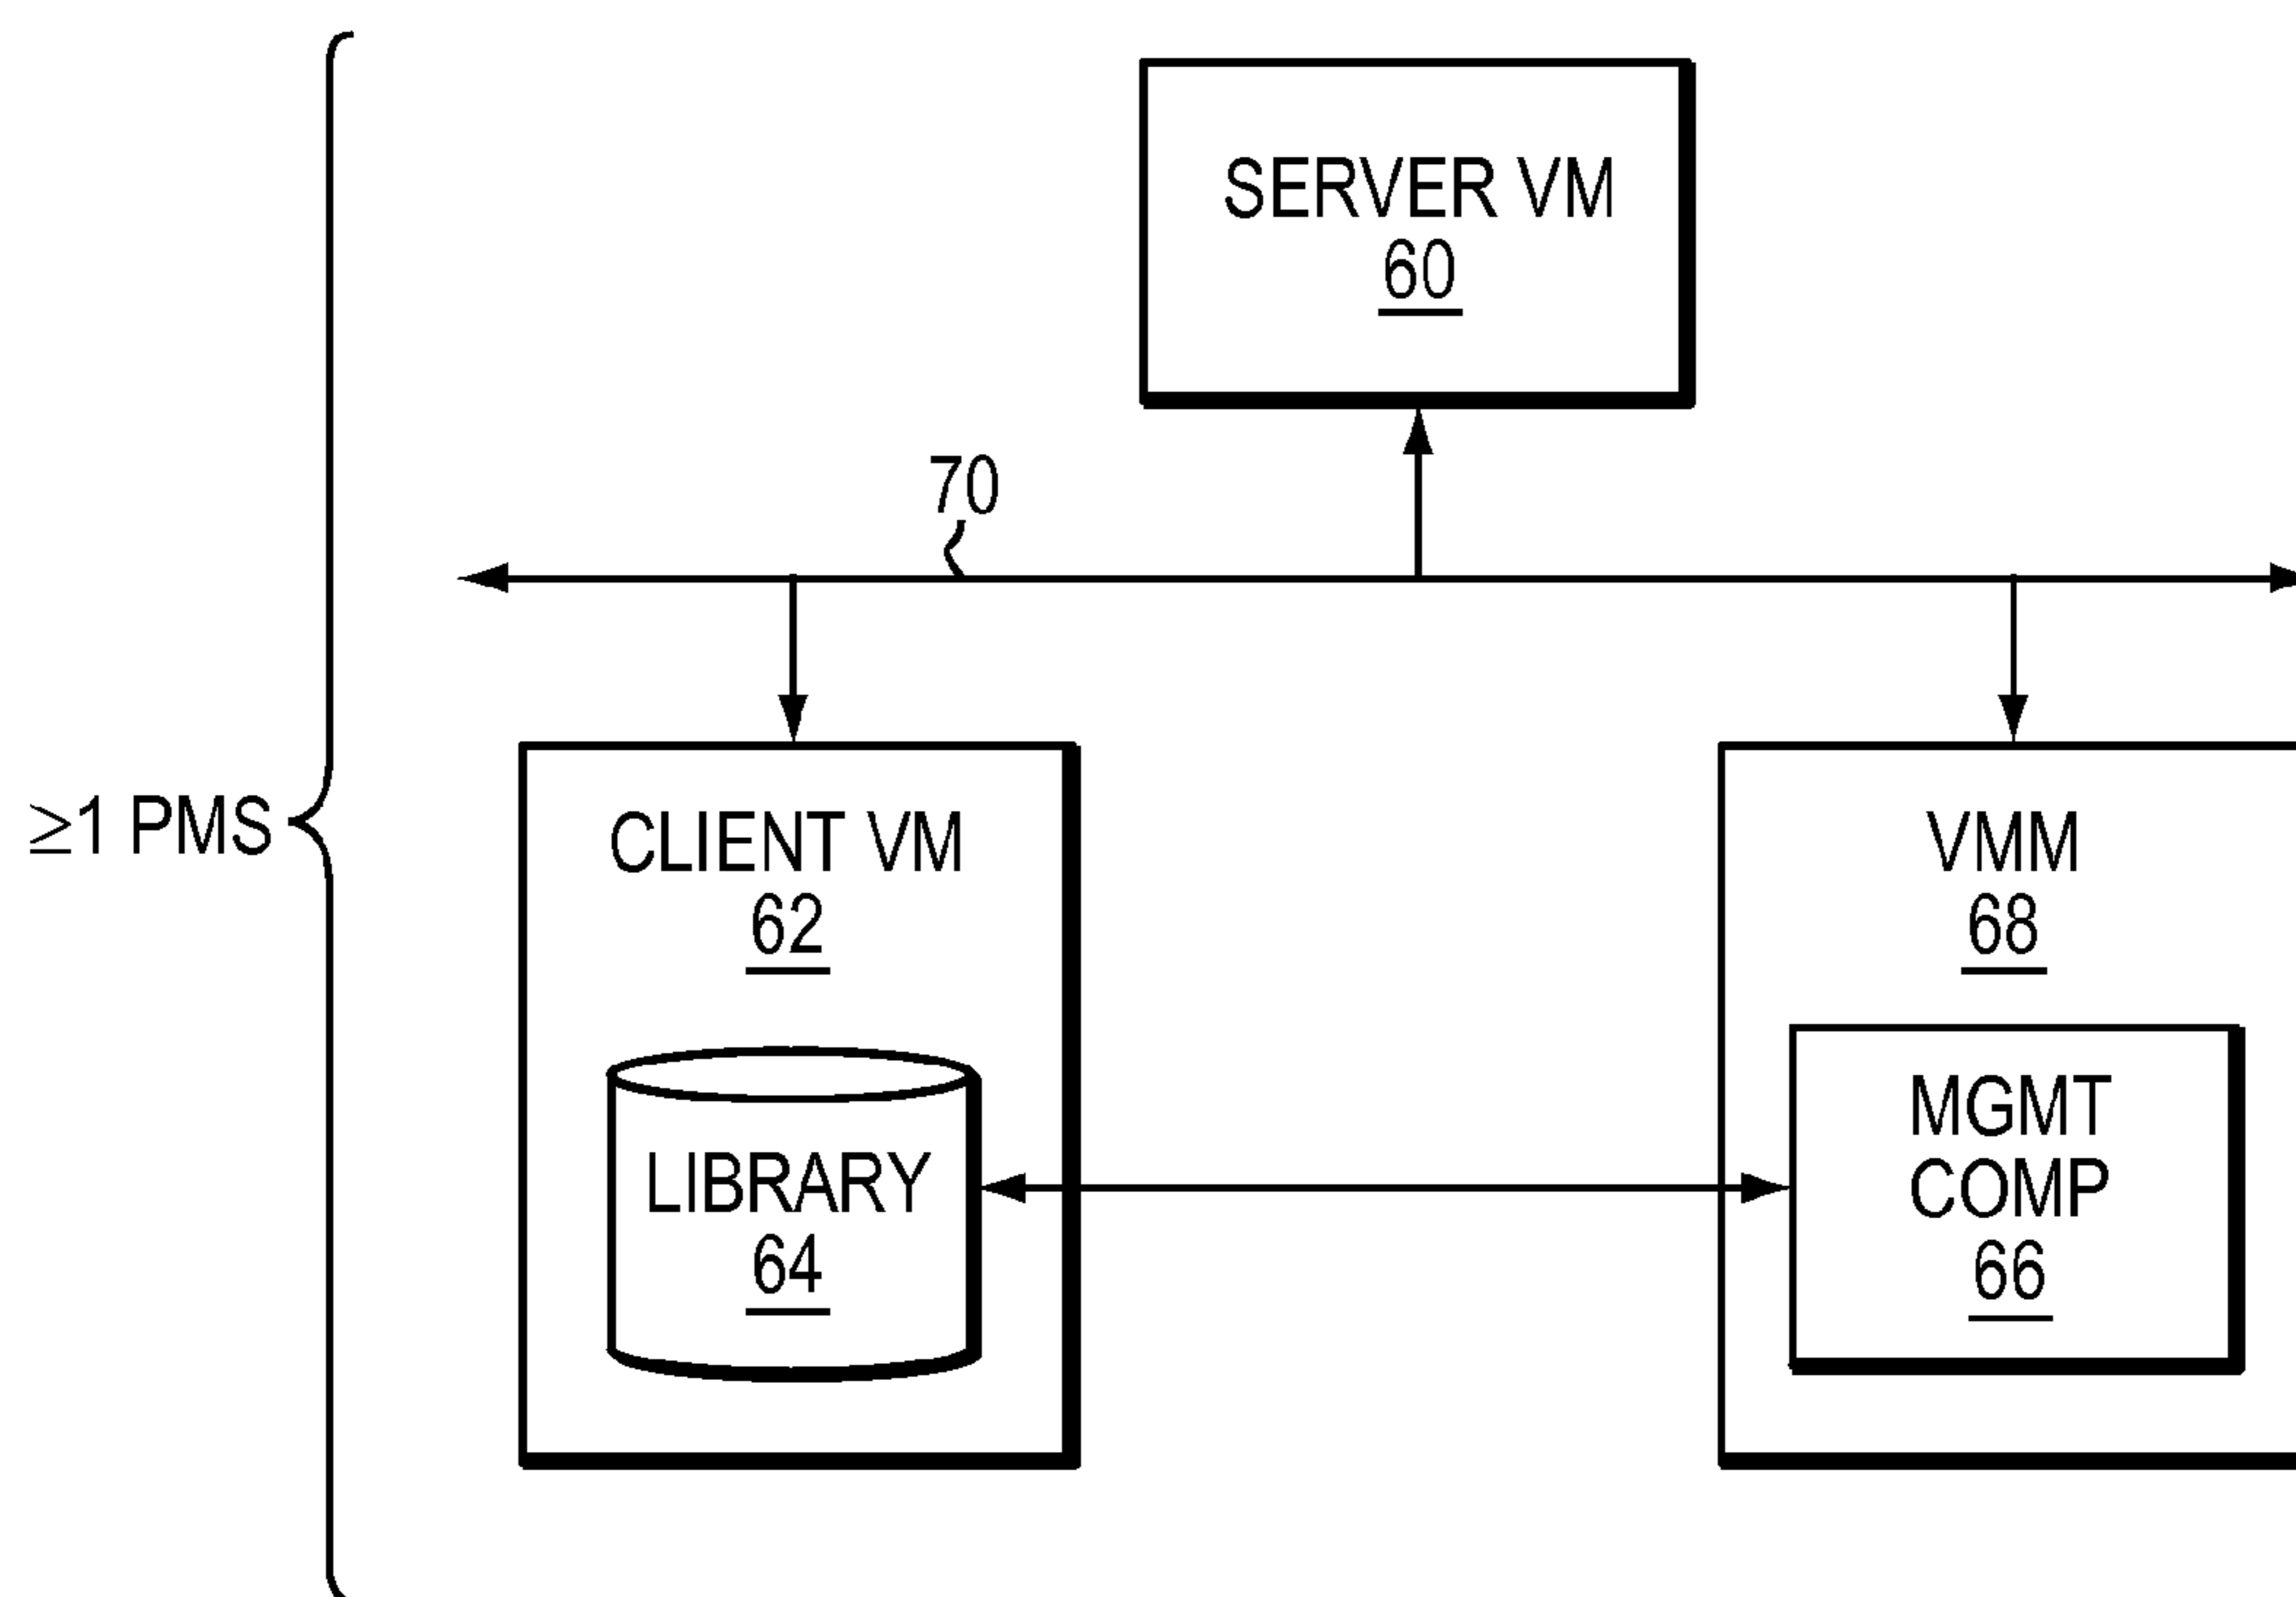 SERVER VM
60
70
≥1 PMS
CLIENT VM
62
LIBRARY
64
VMM
68
MGMT
COMP
66